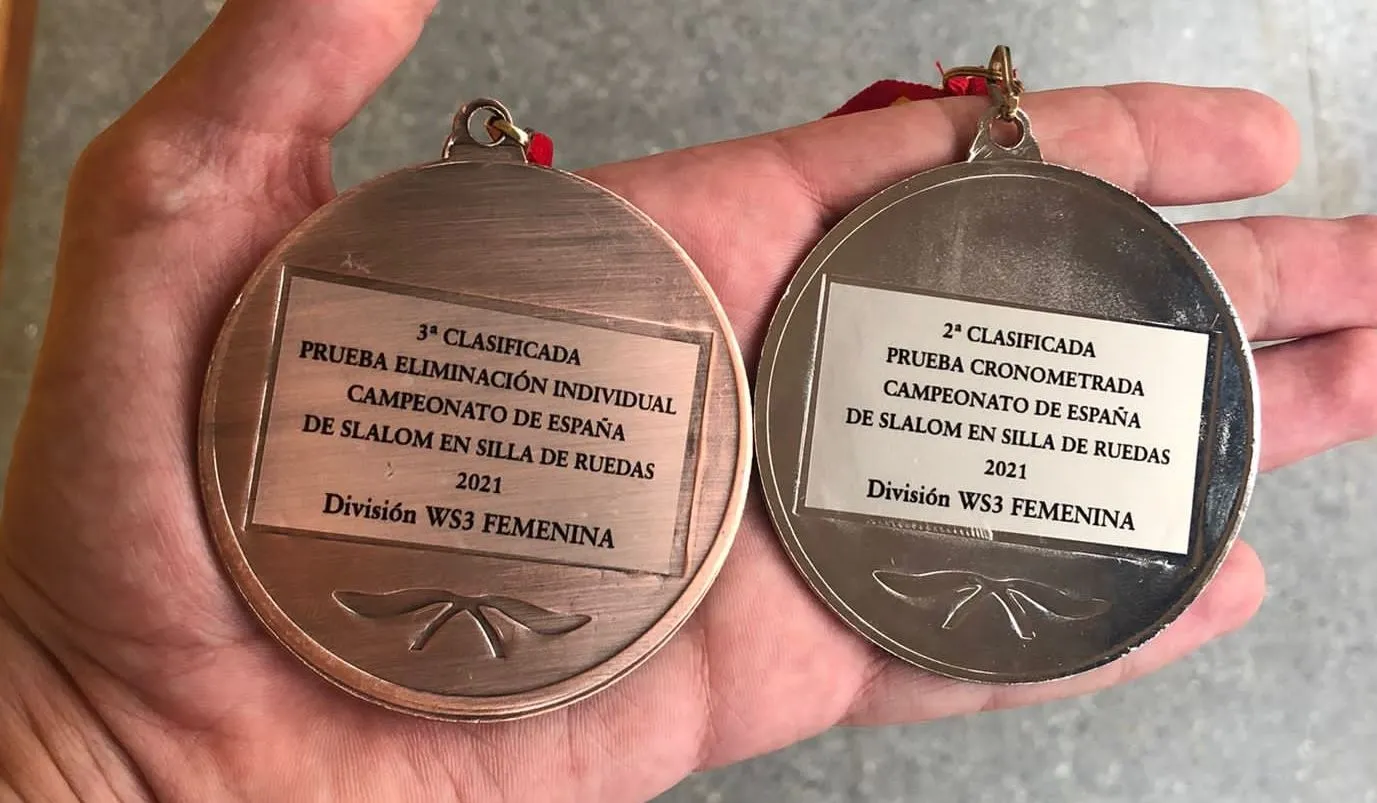 3ª CLASIFICADA
PRUEBA ELIMINACIÓN INDIVIDUAL
CAMPEONATO DE ESPAÑA
DE SLALOM EN SILLA DE RUEDAS
2021
División WS3 FEMENINA
2ª CLASIFICADA
PRUEBA CRONOMETRADA
CAMPEONATO DE ESPAÑA
DE SLALOM EN SILLA DE RUEDAS
2021
División WS3 FEMENINA